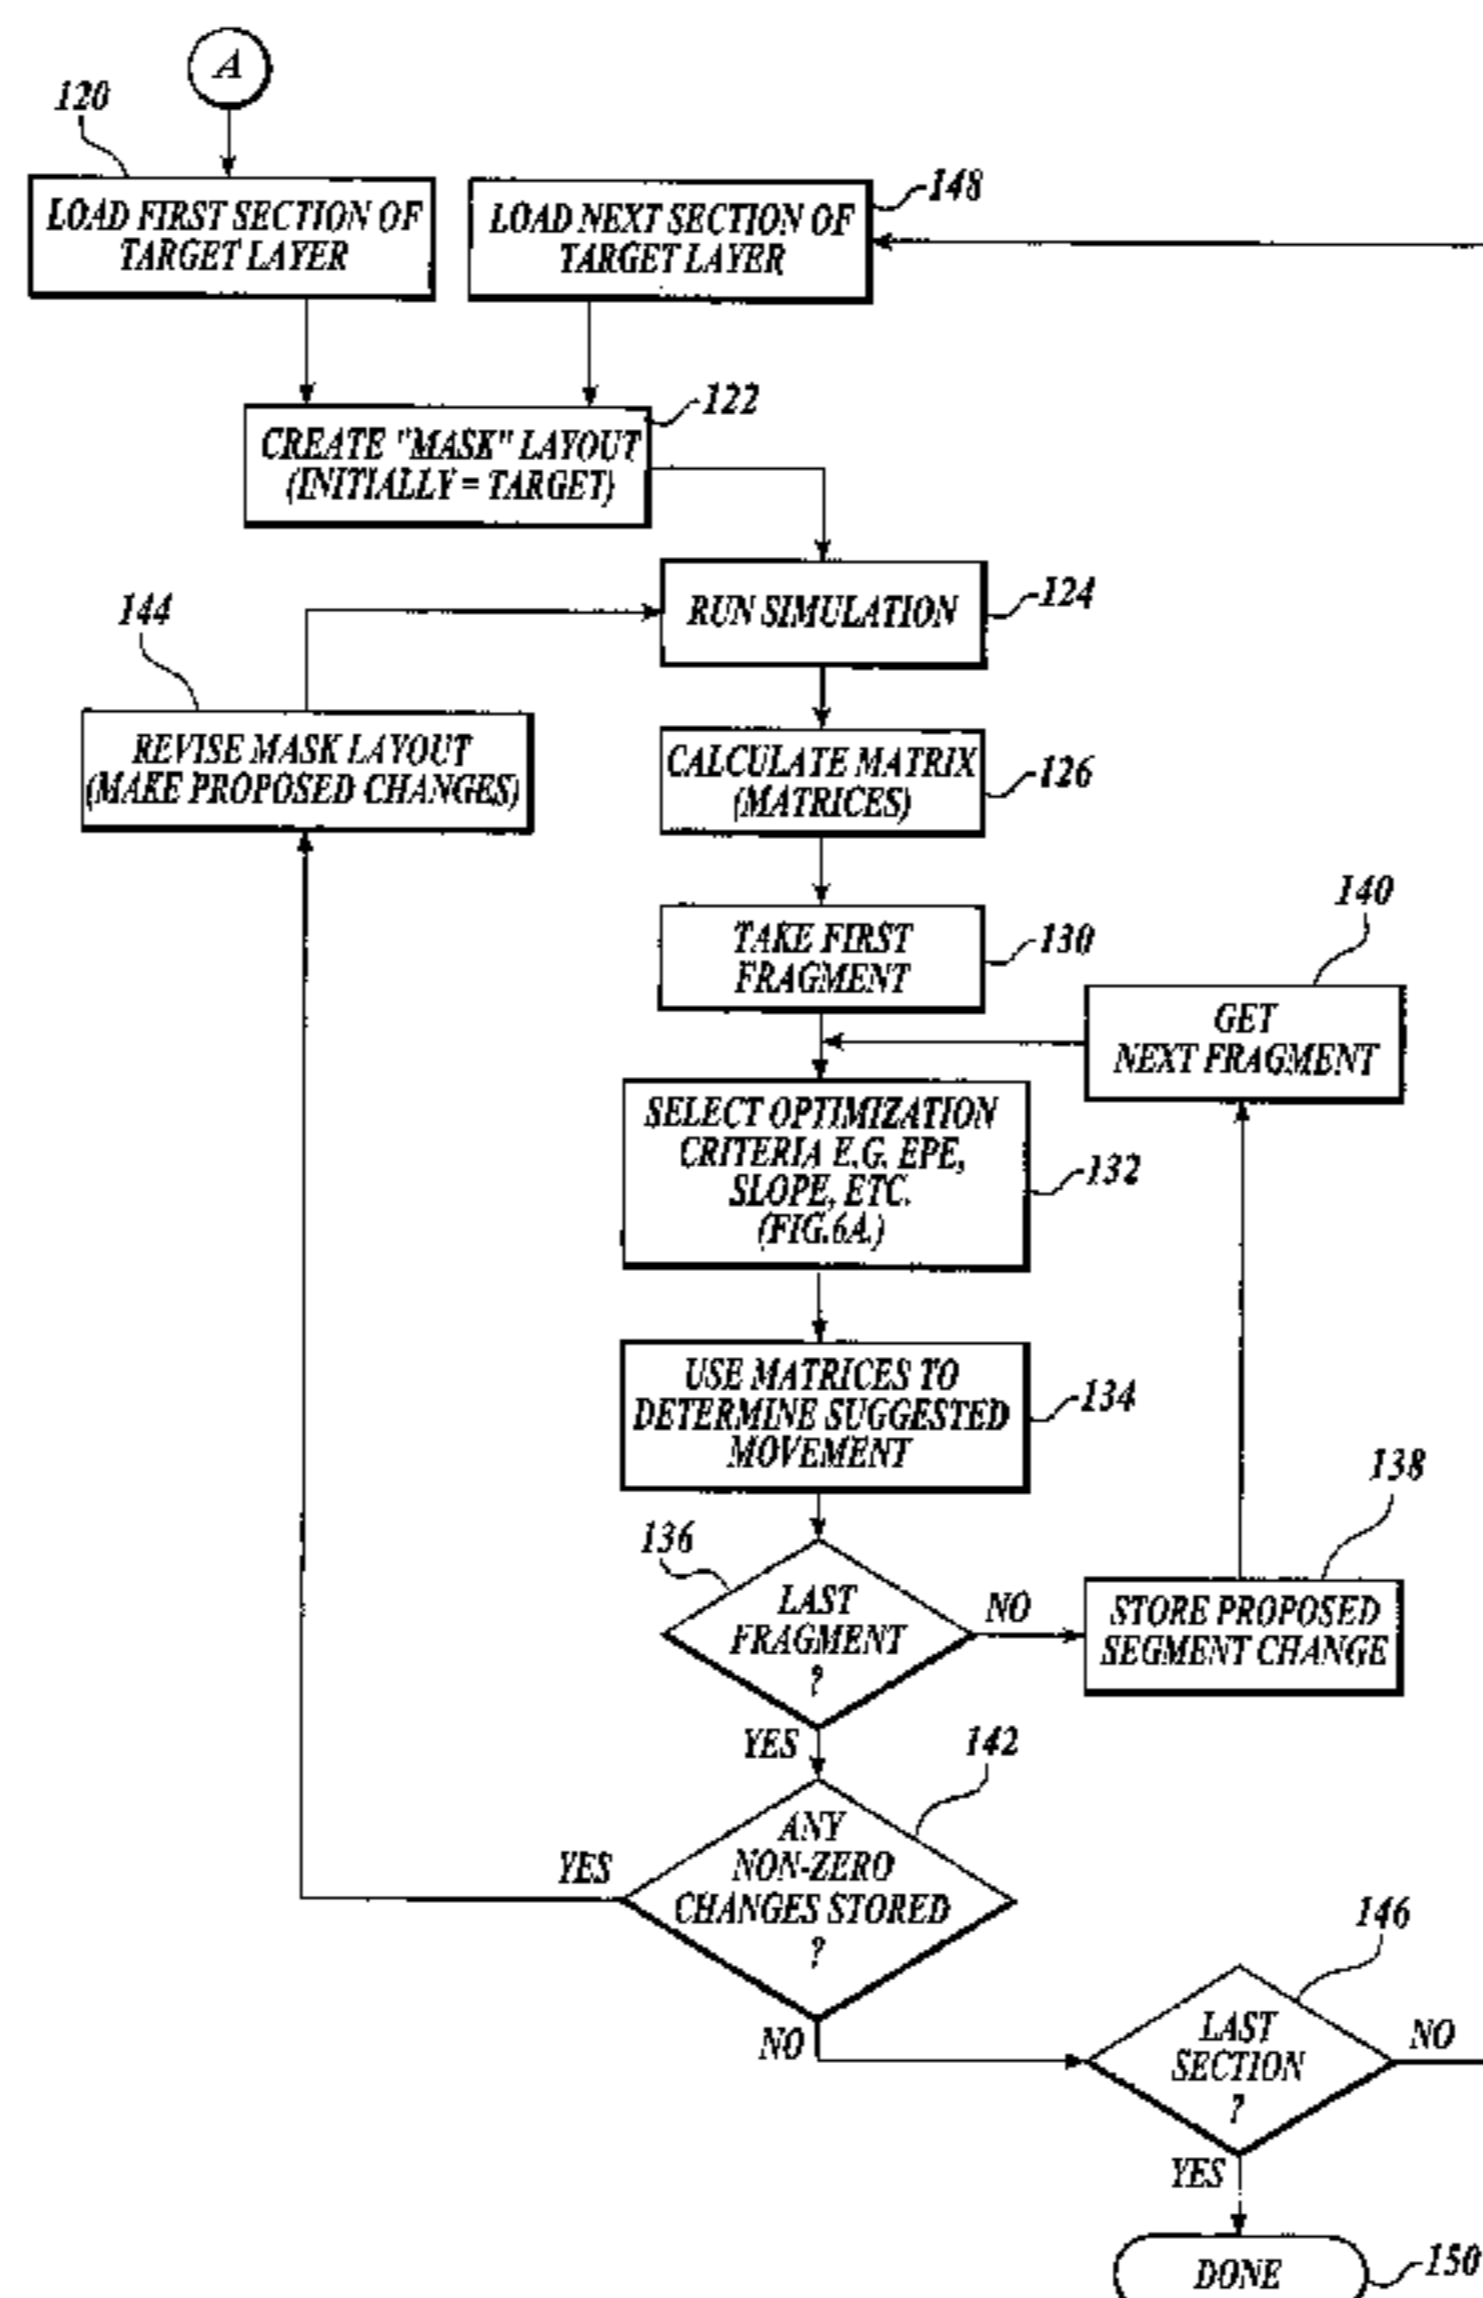 A
120
LOAD FIRST SECTION OF
TARGET LAYER
LOAD NEXT SECTION OF
TARGET LAYER
148
CREATE "MASK" LAYOUT
(INITIALLY = TARGET)
122
RUN SIMULATION
124
144
REVISE MASK LAYOUT
(MAKE PROPOSED CHANGES)
CALCULATE MATRIX
(MATRICES)
126
TAKE FIRST
FRAGMENT
130
140
GET
NEXT FRAGMENT
SELECT OPTIMIZATION
CRITERIA E.G. EPE,
SLOPE, ETC.
(FIG.6A.)
132
USE MATRICES TO
DETERMINE SUGGESTED
MOVEMENT
134
136
LAST
FRAGMENT
?
NO
138
STORE PROPOSED
SEGMENT CHANGE
YES
142
ANY
NON-ZERO
CHANGES STORED
?
YES
NO
146
LAST
SECTION
?
NO
YES
DONE
150